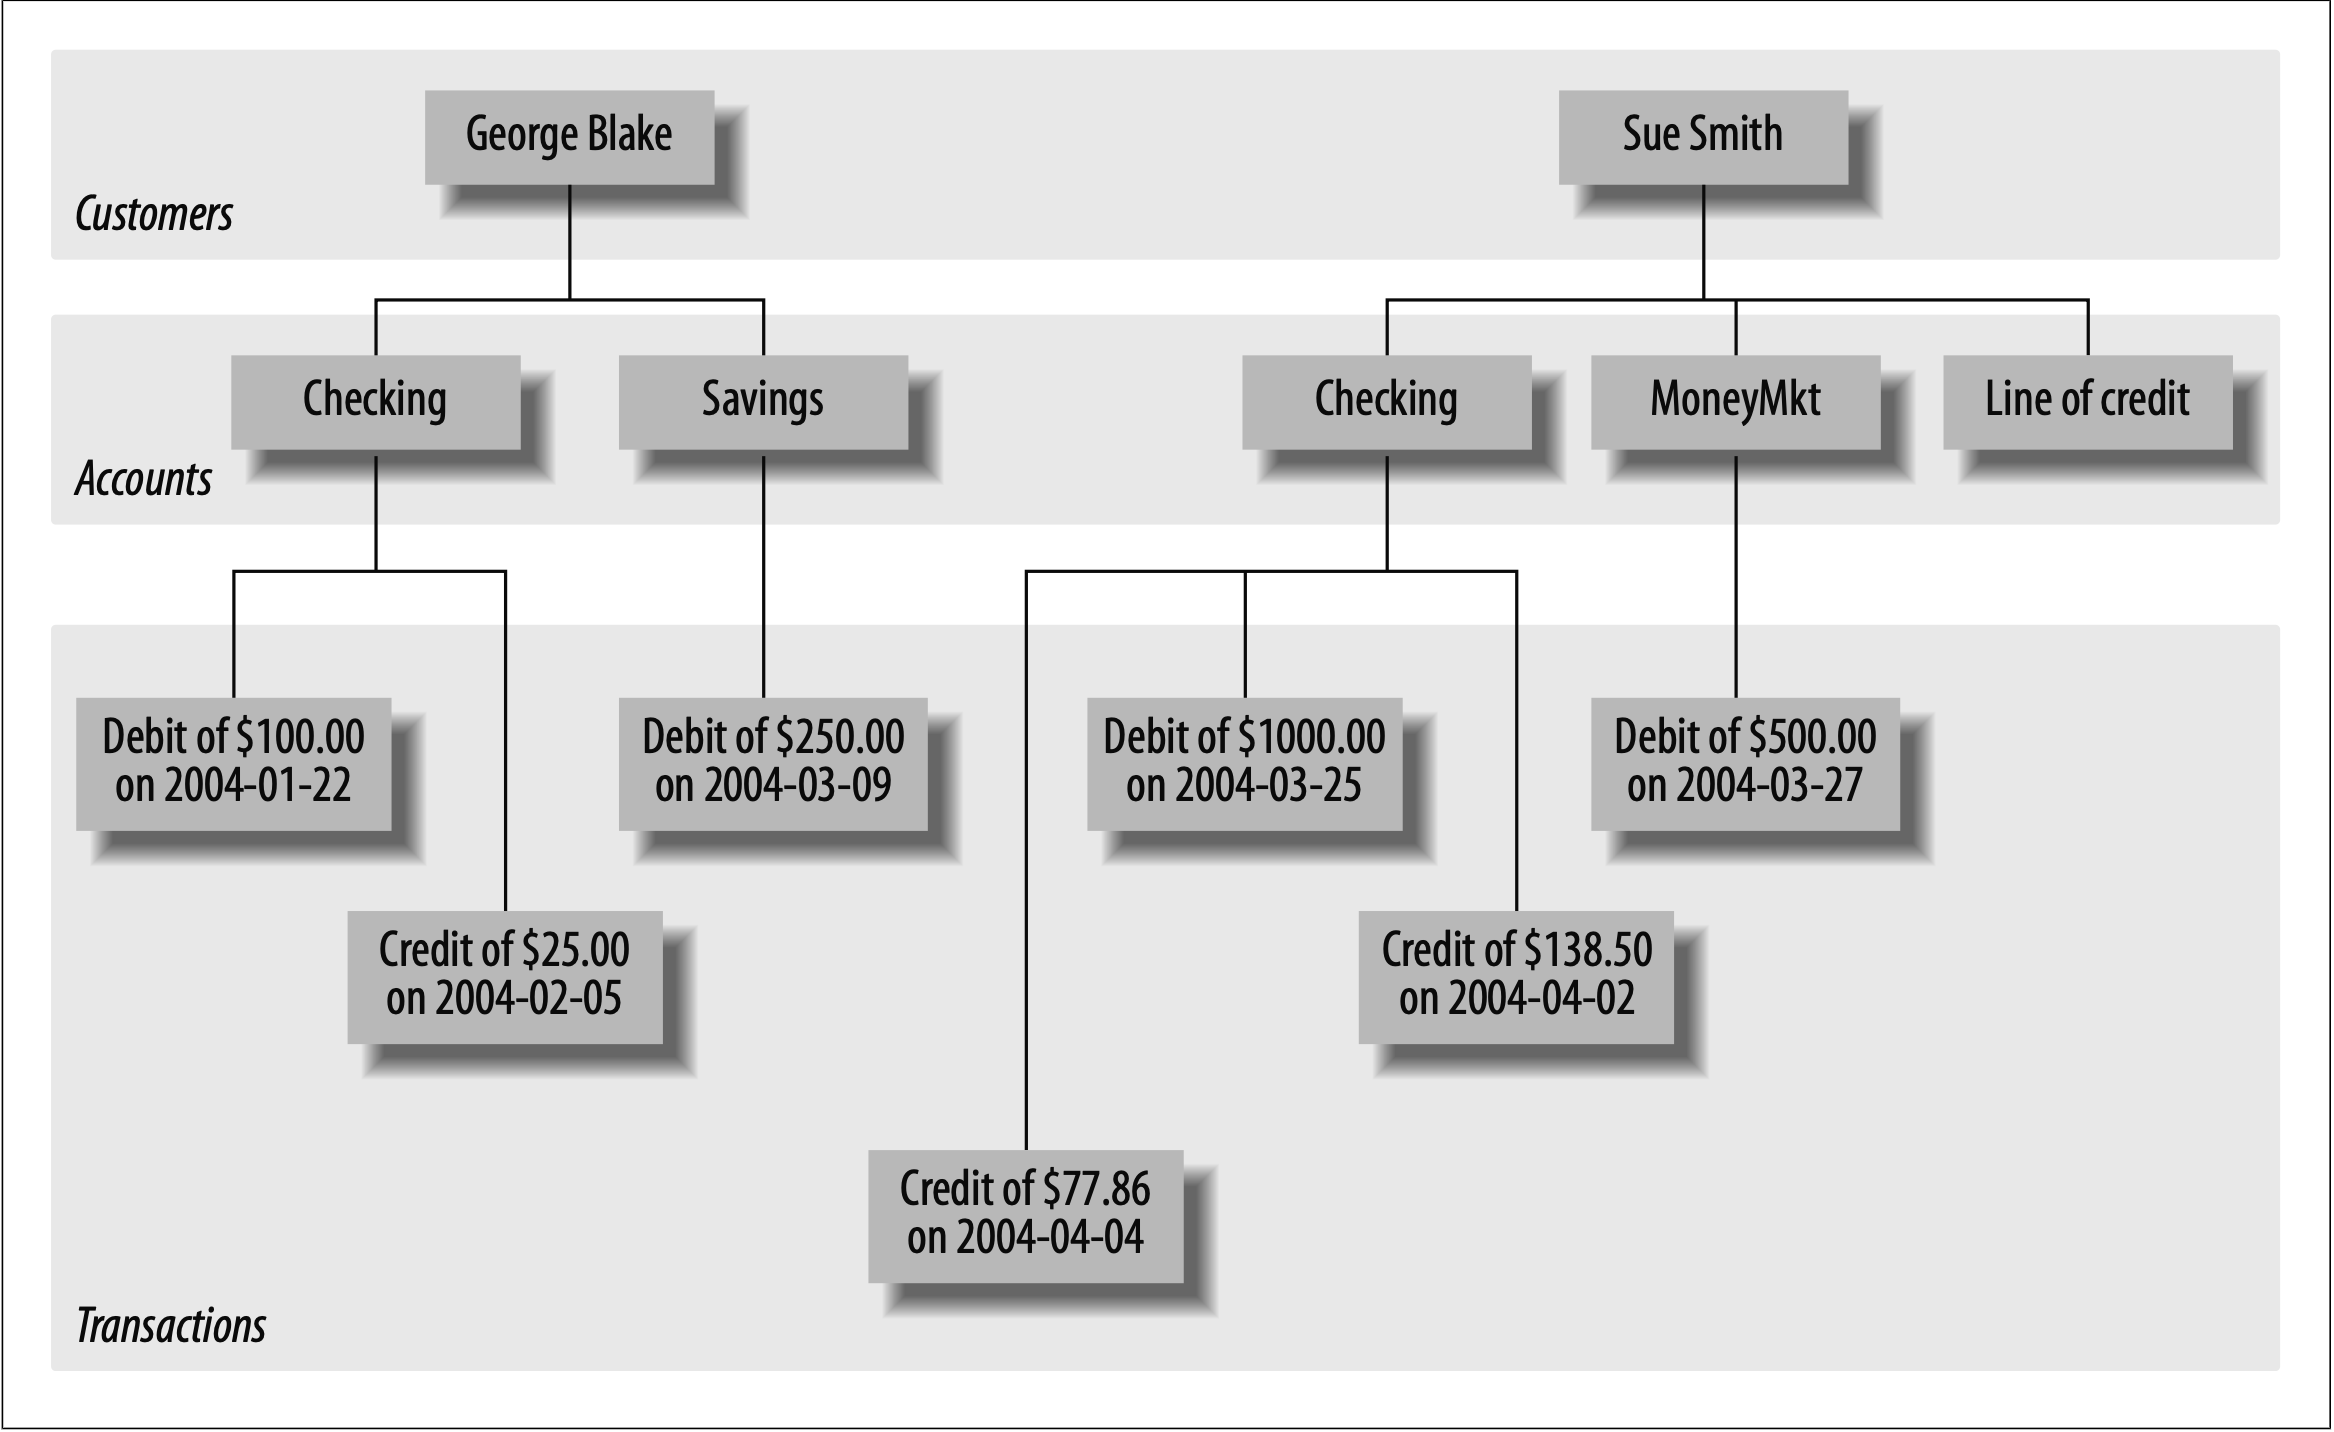 George Blake
Sue Smith
Customers
Checking
Savings
Checking
MoneyMkt
Line of credit
Accounts
Debit of $100.00
on 2004-01-22
Debit of $250.00
on 2004-03-09
Debit of $1000.00
on 2004-03-25
Debit of $500.00
on 2004-03-27
Credit of $25.00
on 2004-02-05
Credit of $138.50
on 2004-04-02
Credit of $77.86
on 2004-04-04
Transactions